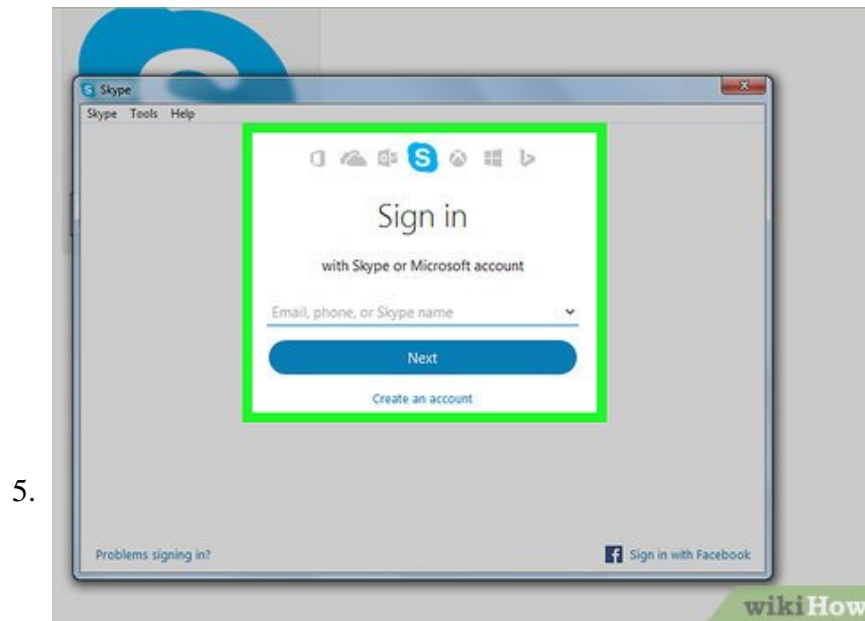 Skype
Skype Tools Help
Sign in
with Skype or Microsoft account
Email, phone, or Skype name
Next
Create an account
5.
Problems signing in?
Sign in with Facebook
wikiHow